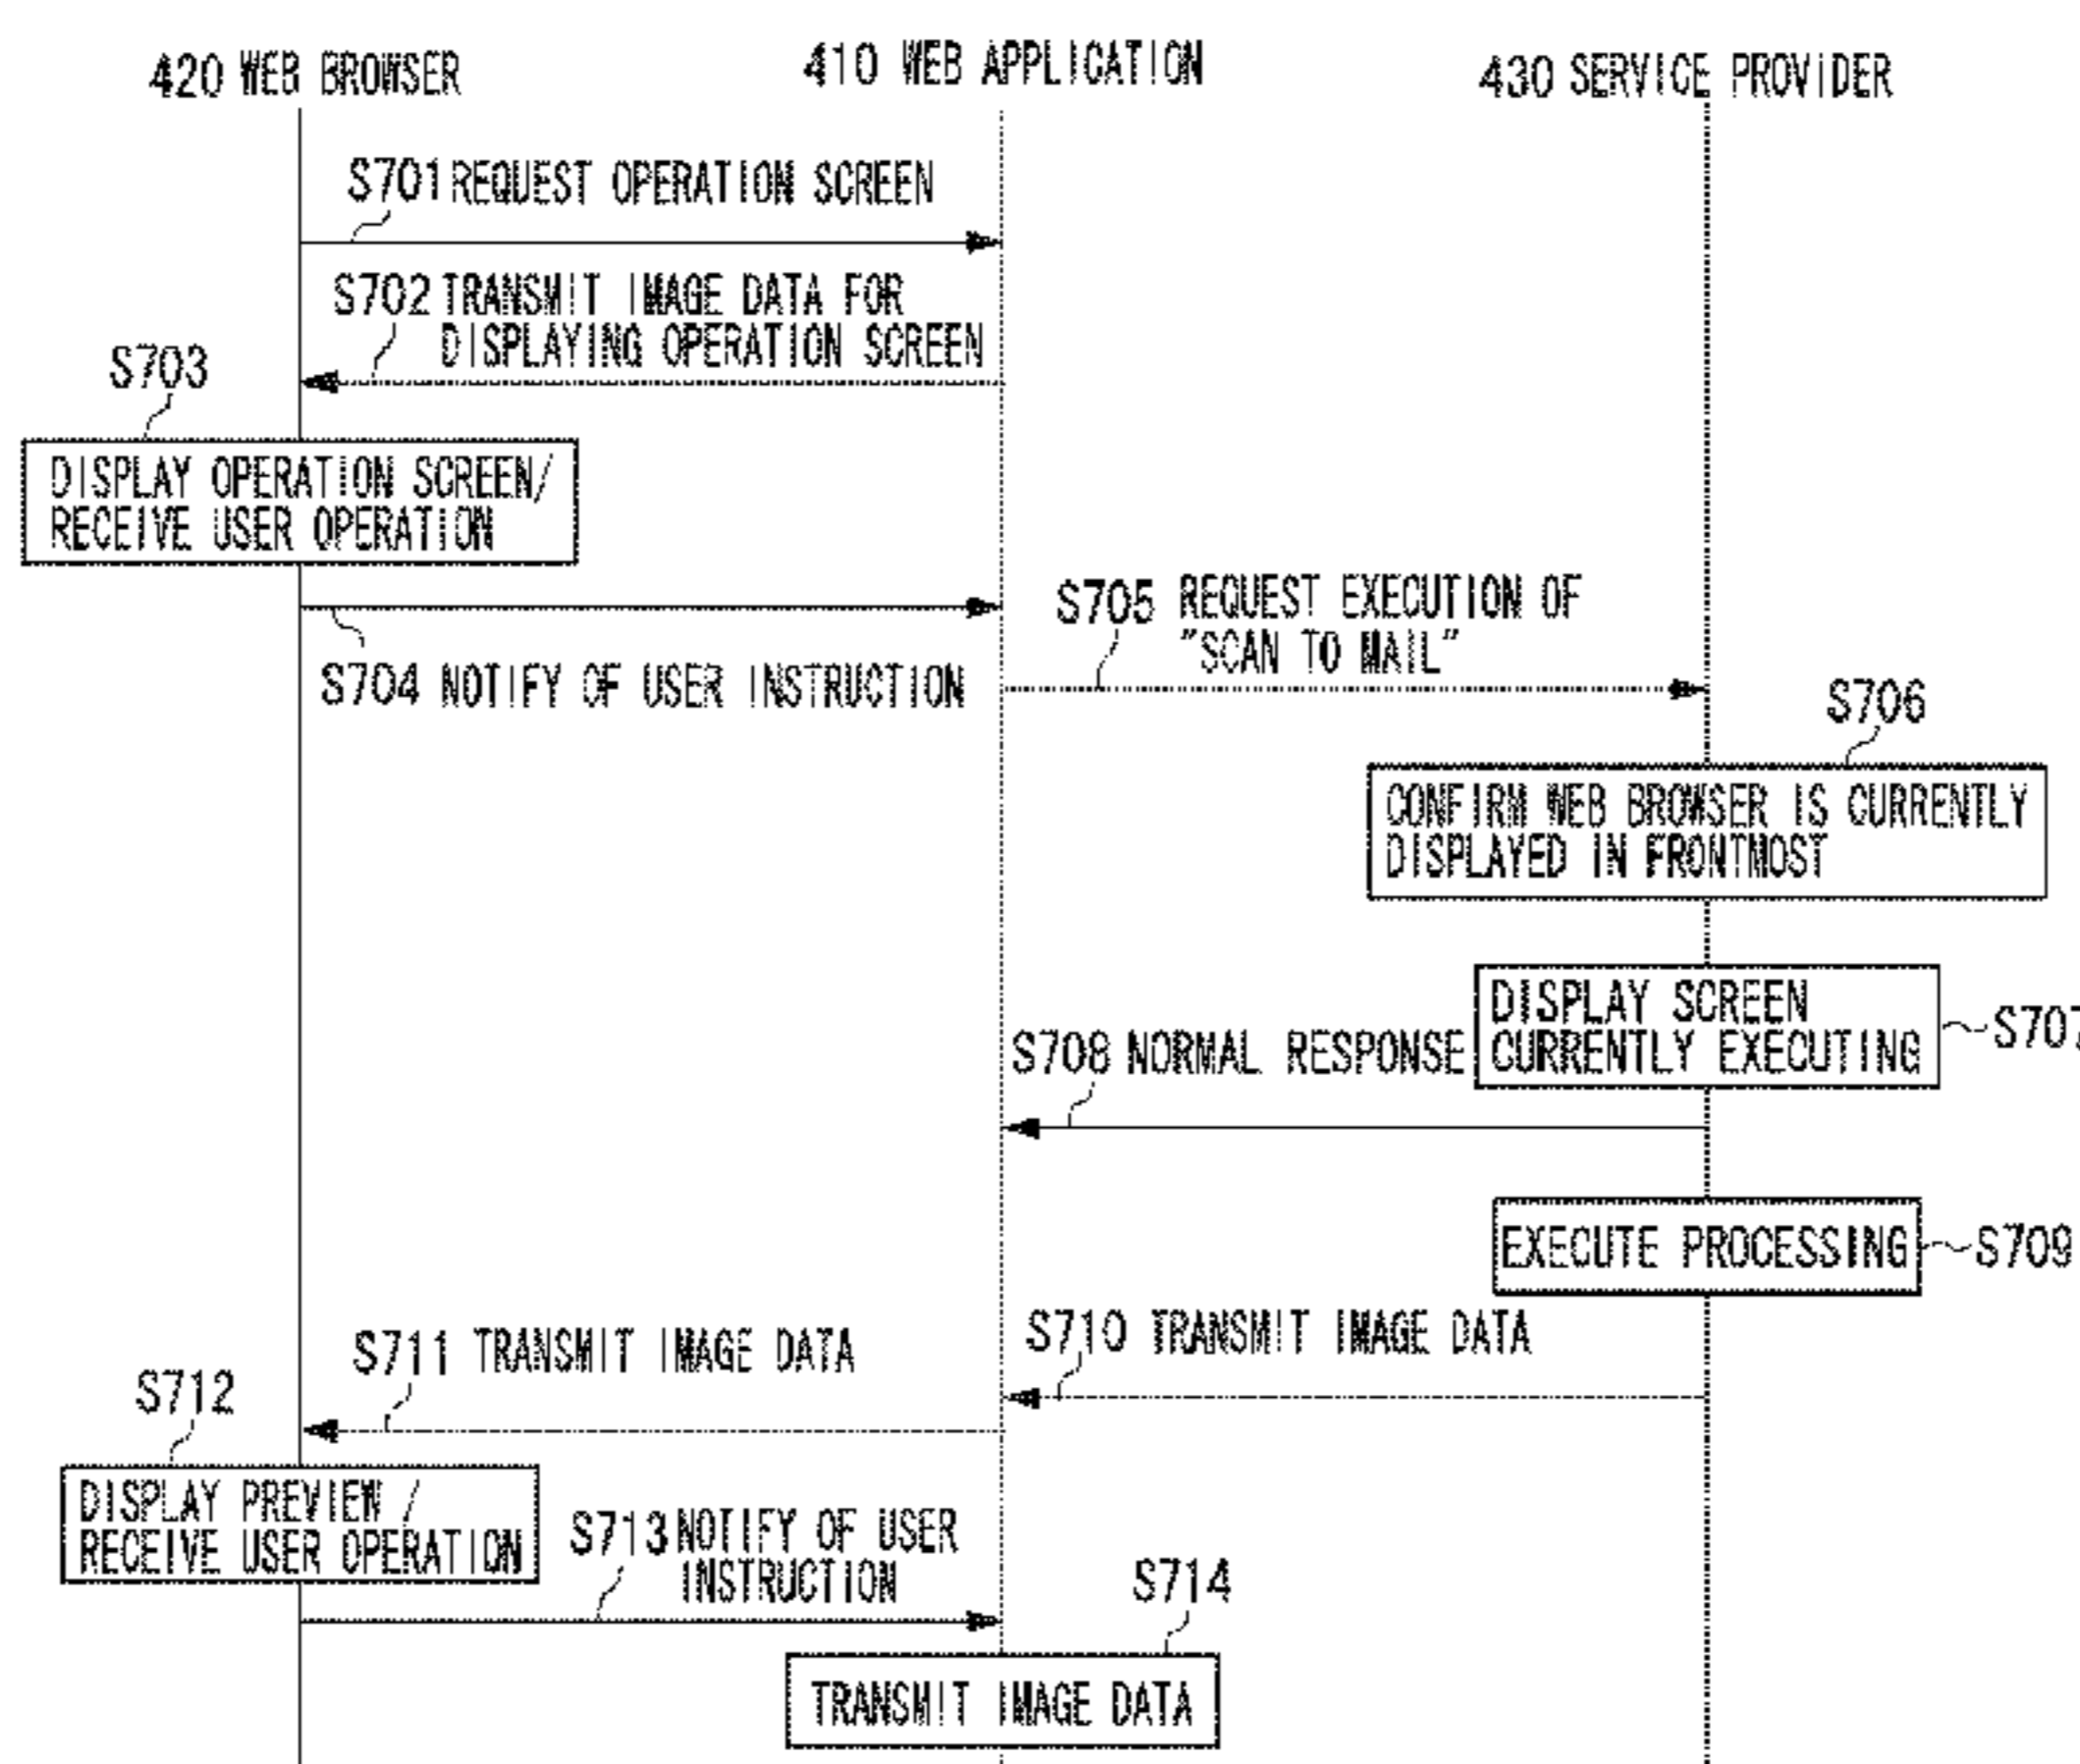 420 WEB BROWSER
410 WEB APPLICATION
430 SERVICE PROVIDER
S701 REQUEST OPERATION SCREEN
S702 TRANSMIT IMAGE DATA FOR
DISPLAYING OPERATION SCREEN
S703
DISPLAY OPERATION SCREEN/
RECEIVE USER OPERATION
S704 NOTIFY OF USER INSTRUCTION
S705 REQUEST EXECUTION OF
"SCAN TO MAIL"
S706
CONFIRM WEB BROWSER IS CURRENTLY
DISPLAYED IN FRONTMOST
DISPLAY SCREEN
CURRENTLY EXECUTING
S707
S708 NORMAL RESPONSE
EXECUTE PROCESSING
S709
S710 TRANSMIT IMAGE DATA
S711 TRANSMIT IMAGE DATA
S712
DISPLAY PREVIEW /
RECEIVE USER OPERATION
S713 NOTIFY OF USER
INSTRUCTION
S714
TRANSMIT IMAGE DATA